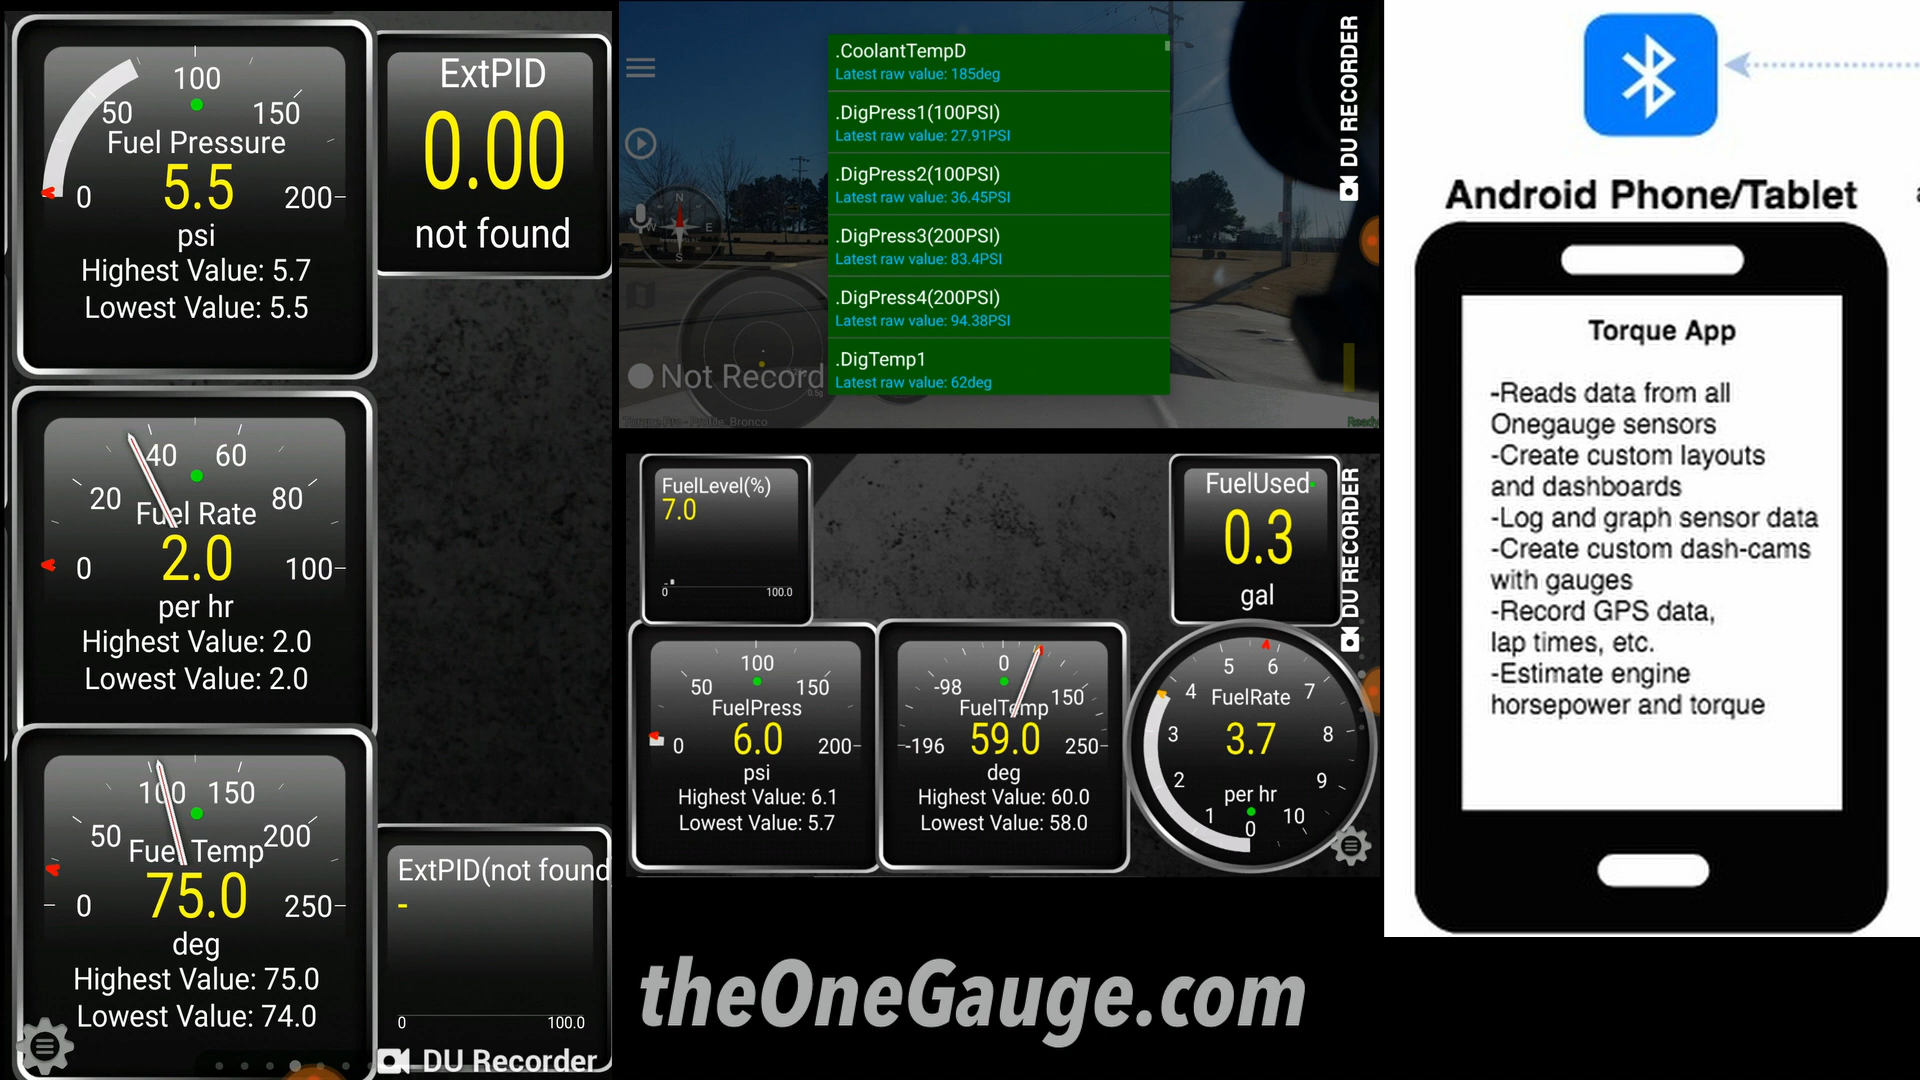 50
100
150
Fuel Pressure
0
5.5
200
psi
Highest Value: 5.7
Lowest Value: 5.5
ExtPID
0.00
not found
20
40
60
80
Fuel Rate
0
2.0
100
per hr
Highest Value: 2.0
Lowest Value: 2.0
50
100
150
200
Fuel Temp
0
75.0
250
deg
Highest Value: 75.0
Lowest Value: 74.0
ExtPID(not found
-
0
100.0
DU Recorder
.CoolantTempD
Latest raw value: 185deg
.DigPress1(100PSI)
Latest raw value: 27.91PSI
.DigPress2(100PSI)
Latest raw value: 36.45PSI
.DigPress3(200PSI)
Latest raw value: 83.4PSI
.DigPress4(200PSI)
Latest raw value: 94.38PSI
.DigTemp1
Latest raw value: 62deg
N
W
E
S
Not Record
0.5g
Torque Pro - Profile: Bronco
Ready
DU RECORDER
FuelLevel(%)
7.0
0
100.0
FuelUsed
0.3
gal
DU RECORDER
50
100
150
FuelPress
0
6.0
200
psi
Highest Value: 6.1
Lowest Value: 5.7
-98
0
150
FuelTemp
-196
59.0
250
deg
Highest Value: 60.0
Lowest Value: 58.0
5
6
4
7
FuelRate
3
3.7
8
2
9
per hr
1
0
10
theOneGauge.com
Android Phone/Tablet
Torque App
-Reads data from all
Onegauge sensors
-Create custom layouts
and dashboards
-Log and graph sensor data
-Create custom dash-cams
with gauges
-Record GPS data,
lap times, etc.
-Estimate engine
horsepower and torque